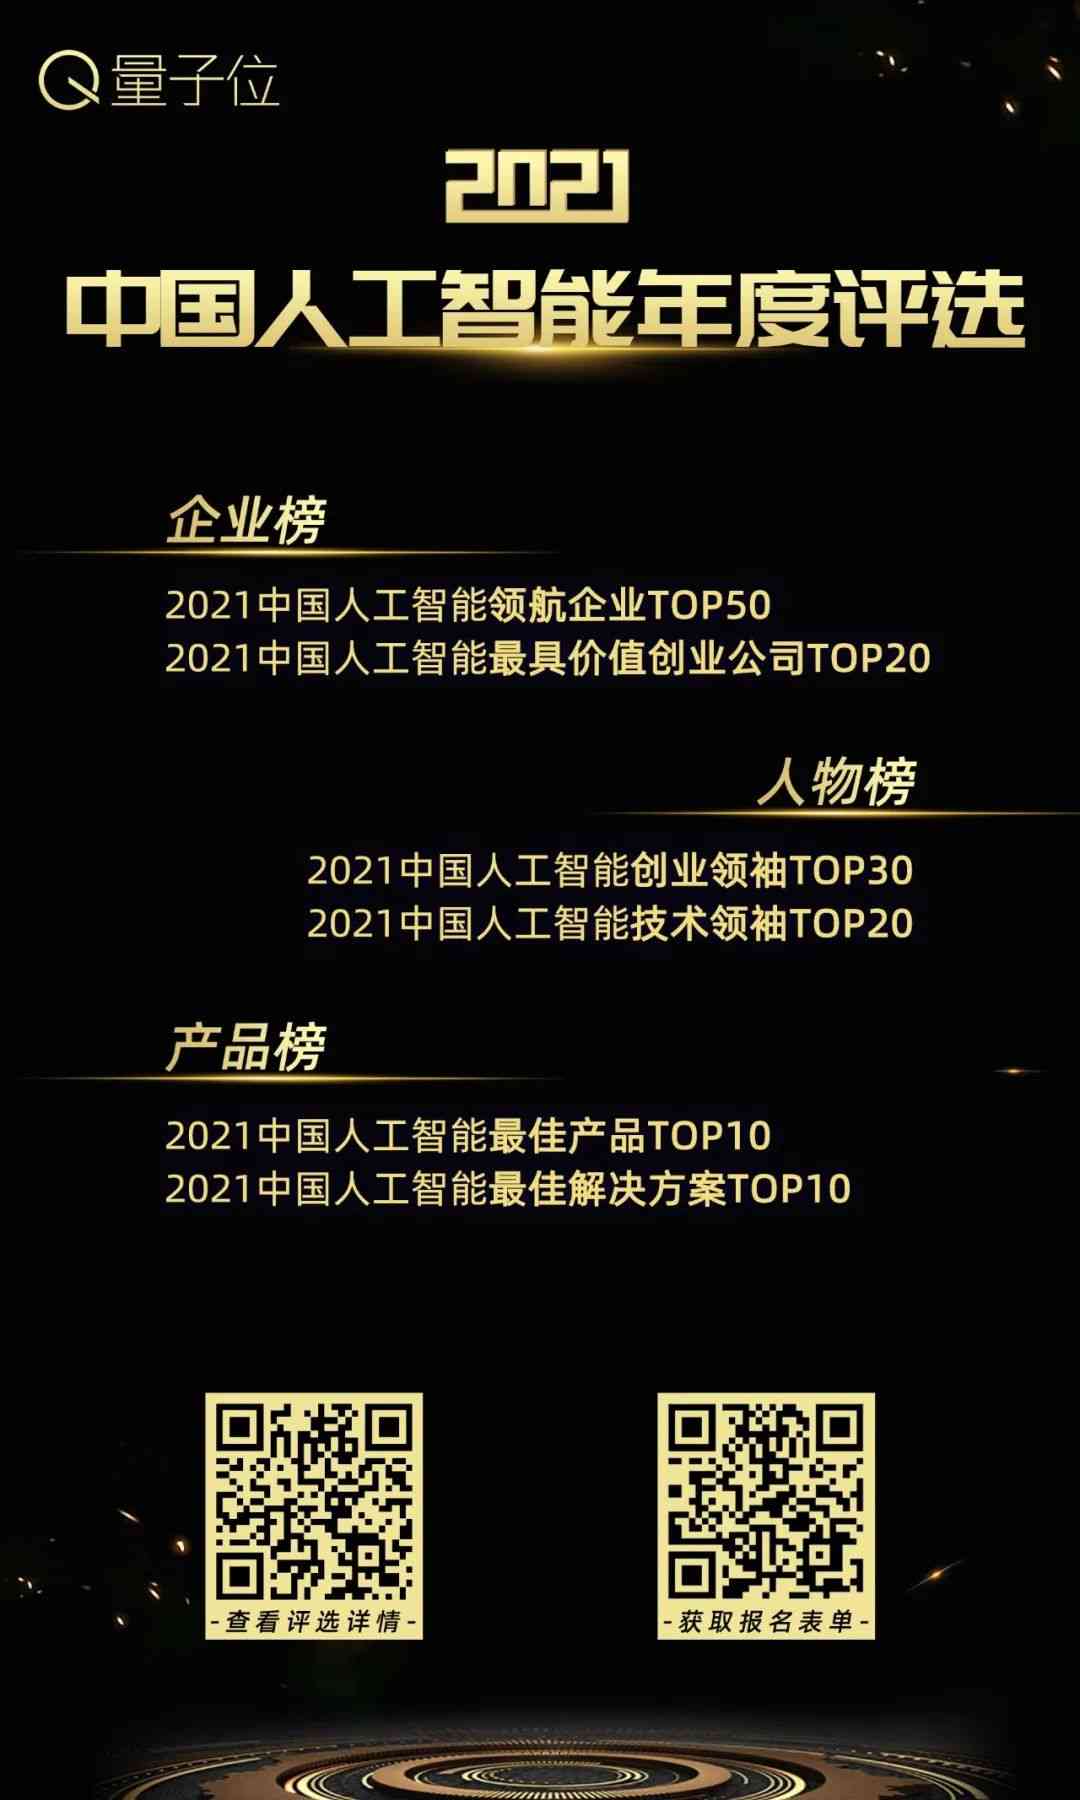 量子位
2021
中国人工智能年度评选
企业榜
2021中国人工智能领航企业TOP50
2021中国人工智能最具价值创业公司TOP20
人物榜
2021中国人工智能创业领袖TOP30
2021中国人工智能技术领袖TOP20
产品榜
2021中国人工智能最佳产品TOP10
2021中国人工智能最佳解决方案TOP10
-查看评选详情-
-获取报名表单-